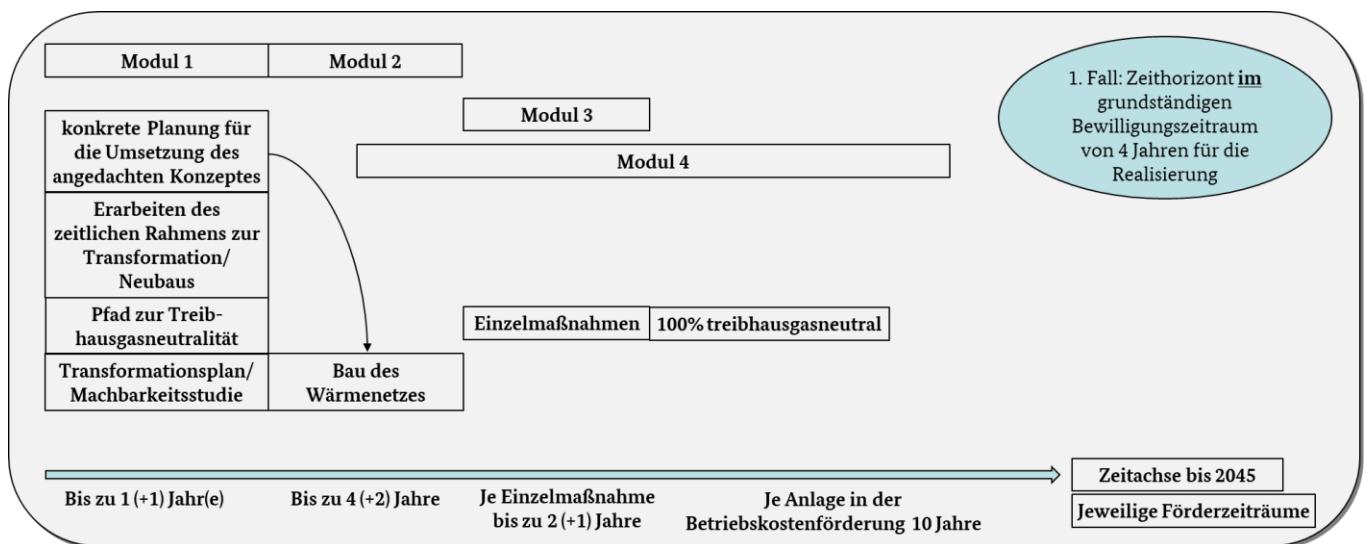 Modul 1
Modul 2
Modul 3
Modul 4
1. Fall: Zeithorizont im
grundständigen
Bewilligungszeitraum
von 4 Jahren für die
Realisierung
konkrete Planung für
die Umsetzung des
angedachten Konzeptes
Erarbeiten des
zeitlichen Rahmens zur
Transformation/
Neubaus
Pfad zur Treib-
hausgasneutralität
Einzelmaßnahmen
100% treibhausgasneutral
Transformationsplan/
Machbarkeitsstudie
Bau des
Wärmenetzes
Zeitachse bis 2045
Bis zu 1 (+1) Jahr(e)
Bis zu 4 (+2) Jahre
Je Einzelmaßnahme
bis zu 2 (+1) Jahre
Je Anlage in der
Betriebskostenförderung 10 Jahre
Jeweilige Förderzeiträume